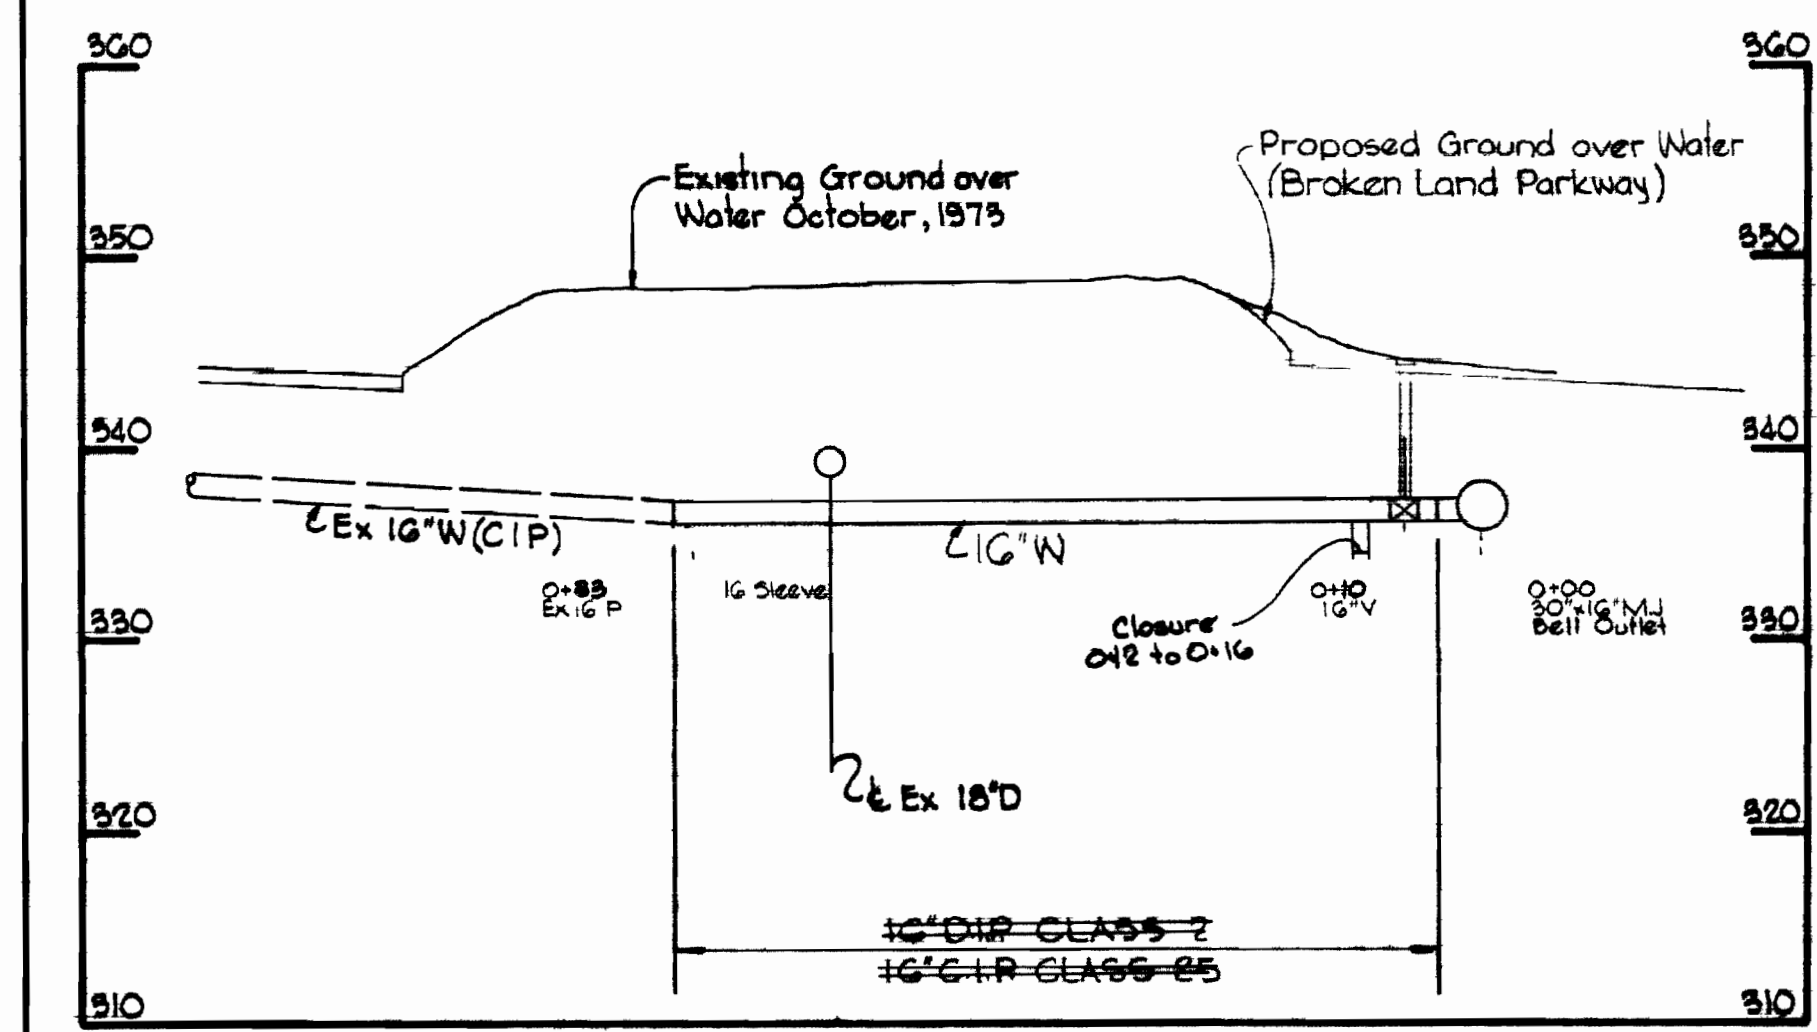 360
360
Existing Ground over
Water October, 1973
Proposed Ground over Water
(Broken Land Parkway)
350
350
340
340
Ex 16"W (CIP)
16"W
0+83
Ex 16 P
16 Sleeve
0+10
16"V
0+00
30"x16" MJ
Bell Outlet
Closure
0+12 to 0+16
330
330
℄ Ex 18"D
320
320
16" D.I.P. CLASS 2
16" C.I.P. CLASS 25
310
310